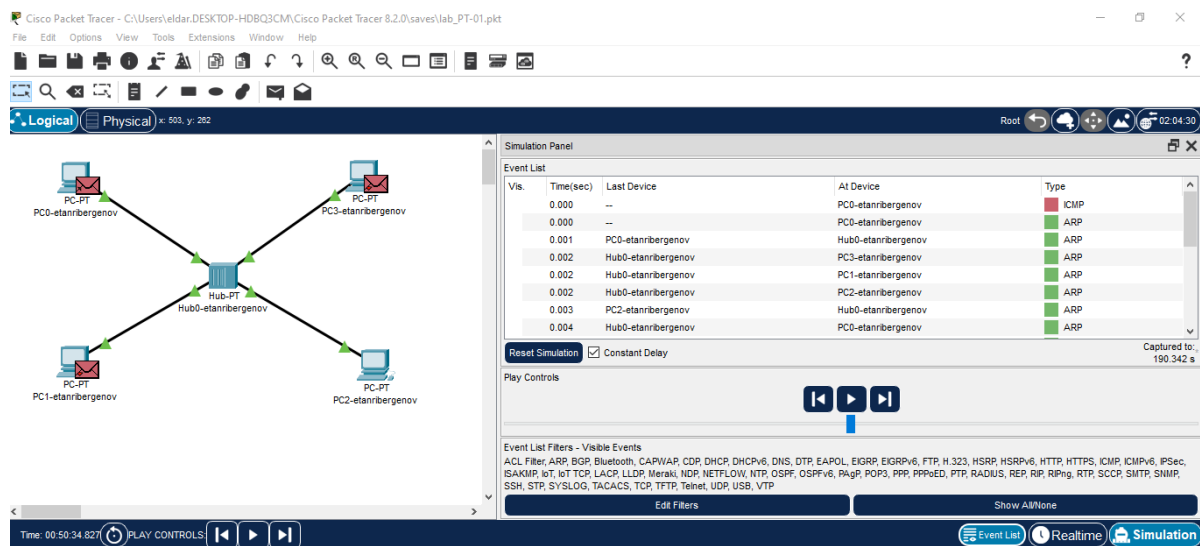 Cisco Packet Tracer - C:\Users\eldar.DESKTOP-HDBQ3CM\Cisco Packet Tracer 8.2.0\saves\lab_PT-01.pkt
File Edit Options View Tools Extensions Window Help
?
Logical Physical x: 503, y: 262 Root 02:04:30
PC-PT
PC0-etanribergenov
PC-PT
PC3-etanribergenov
Hub-PT
Hub0-etanribergenov
PC-PT
PC1-etanribergenov
PC-PT
PC2-etanribergenov
Simulation Panel
Event List
Vis. Time(sec) Last Device At Device Type
0.000 -- PC0-etanribergenov ICMP
0.000 -- PC0-etanribergenov ARP
0.001 PC0-etanribergenov Hub0-etanribergenov ARP
0.002 Hub0-etanribergenov PC3-etanribergenov ARP
0.002 Hub0-etanribergenov PC1-etanribergenov ARP
0.002 Hub0-etanribergenov PC2-etanribergenov ARP
0.003 PC2-etanribergenov Hub0-etanribergenov ARP
0.004 Hub0-etanribergenov PC0-etanribergenov ARP
Reset Simulation Constant Delay Captured to:
190.342 s
Play Controls
Event List Filters - Visible Events
ACL Filter, ARP, BGP, Bluetooth, CAPWAP, CDP, DHCP, DHCPv6, DNS, DTP, EAPOL, EIGRP, EIGRPv6, FTP, H.323, HSRP, HSRPv6, HTTP, HTTPS, ICMP, ICMPv6, IPSec,
ISAKMP, IoT, IoT TCP, LACP, LLDP, Meraki, NDP, NETFLOW, NTP, OSPF, OSPFv6, PAgP, POP3, PPP, PPPoED, PTP, RADIUS, REP, RIP, RIPng, RTP, SCCP, SMTP, SNMP,
SSH, STP, SYSLOG, TACACS, TCP, TFTP, Telnet, UDP, USB, VTP
Edit Filters Show All/None
Time: 00:50:34.827 PLAY CONTROLS: Event List Realtime Simulation